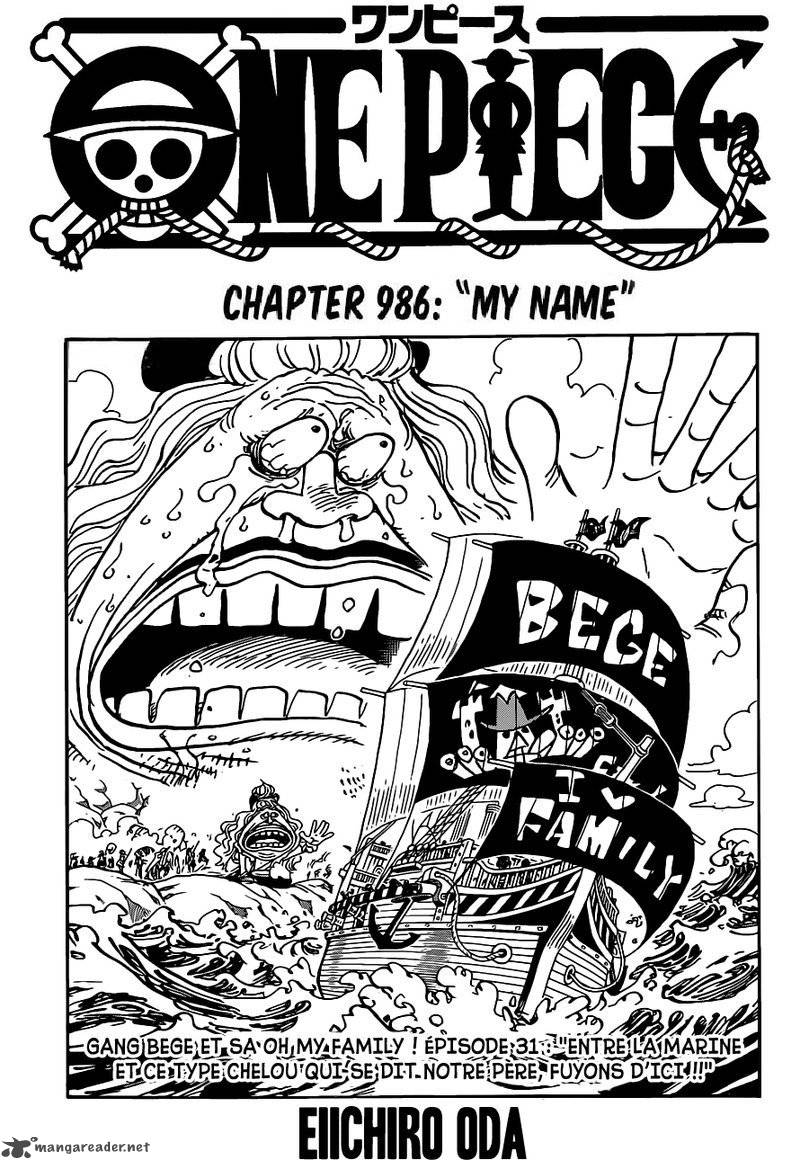 ワンピース
ONE PIECE
CHAPTER 986: "MY NAME"
BEGE
I
FAMILY
GANG BEGE ET SA OH MY FAMILY ! ÉPISODE 31 : "ENTRE LA MARINE
ET CE TYPE CHELOU QUI SE DIT NOTRE PÈRE, FUYONS D'ICI !!"
EIICHIRO ODA
mangareader.net